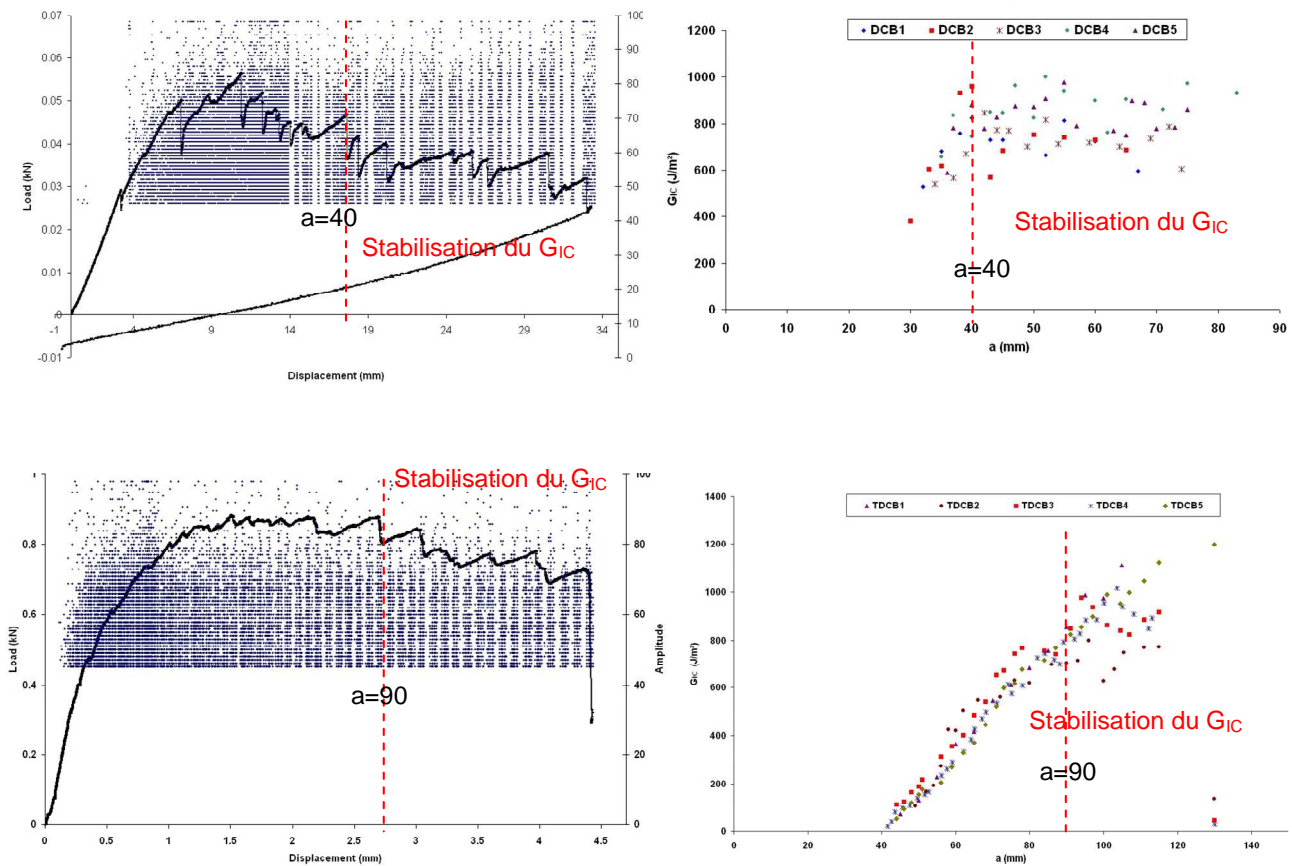 0.07
0.06
0.05
0.04
0.03
0.02
0.01
0
-0.01
Load (kN)
-1 4 9 14 19 24 29 34
Displacement (mm)
100
90
80
70
60
50
40
30
20
10
0
a=40
Stabilisation du GIC
DCB1 DCB2 DCB3 DCB4 DCB5
1200
1000
800
600
400
200
0
GIC (J/m²)
0 10 20 30 40 50 60 70 80 90
a (mm)
a=40
Stabilisation du GIC
1
0.8
0.6
0.4
0.2
0
Load (kN)
0 0.5 1 1.5 2 2.5 3 3.5 4 4.5
Displacement (mm)
100
80
60
40
20
0
Amplitude
Stabilisation du GIC
a=90
TDCB1 TDCB2 TDCB3 TDCB4 TDCB5
1400
1200
1000
800
600
400
200
0
GIC (J/m²)
0 20 40 60 80 100 120 140
a (mm)
Stabilisation du GIC
a=90